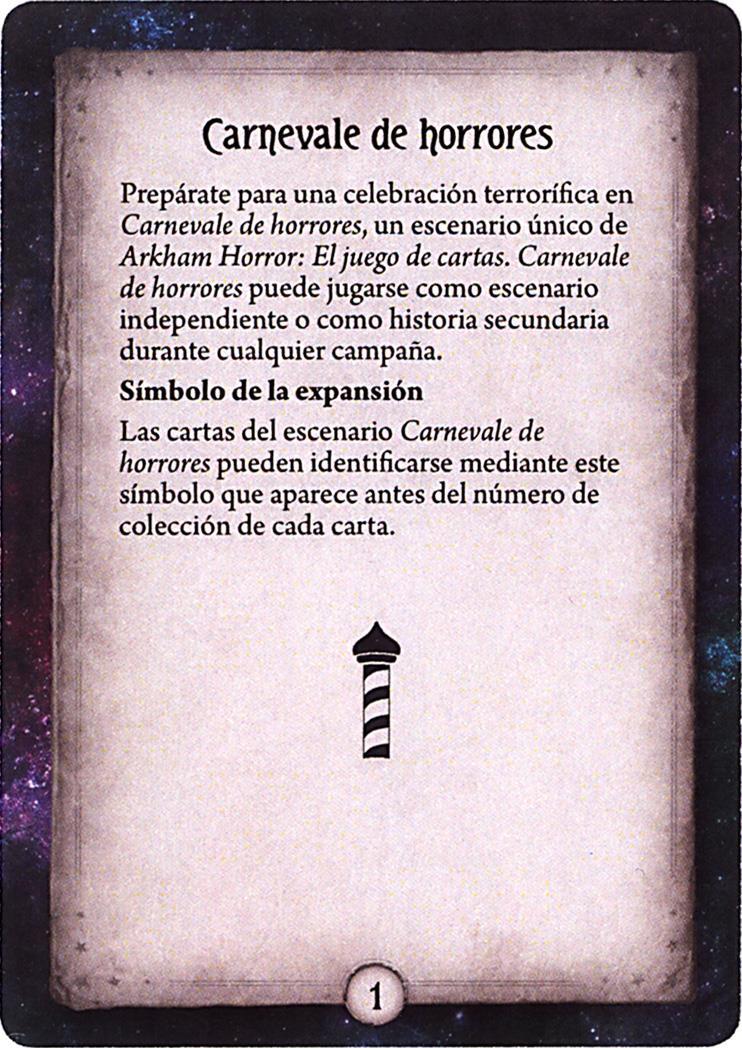 Carnevale de horrores
Prepárate para una celebración terrorífica en
Carnevale de horrores, un escenario único de
Arkham Horror: El juego de cartas. Carnevale
de horrores puede jugarse como escenario
independiente o como historia secundaria
durante cualquier campaña.
Símbolo de la expansión
Las cartas del escenario Carnevale de
horrores pueden identificarse mediante este
símbolo que aparece antes del número de
colección de cada carta.
1